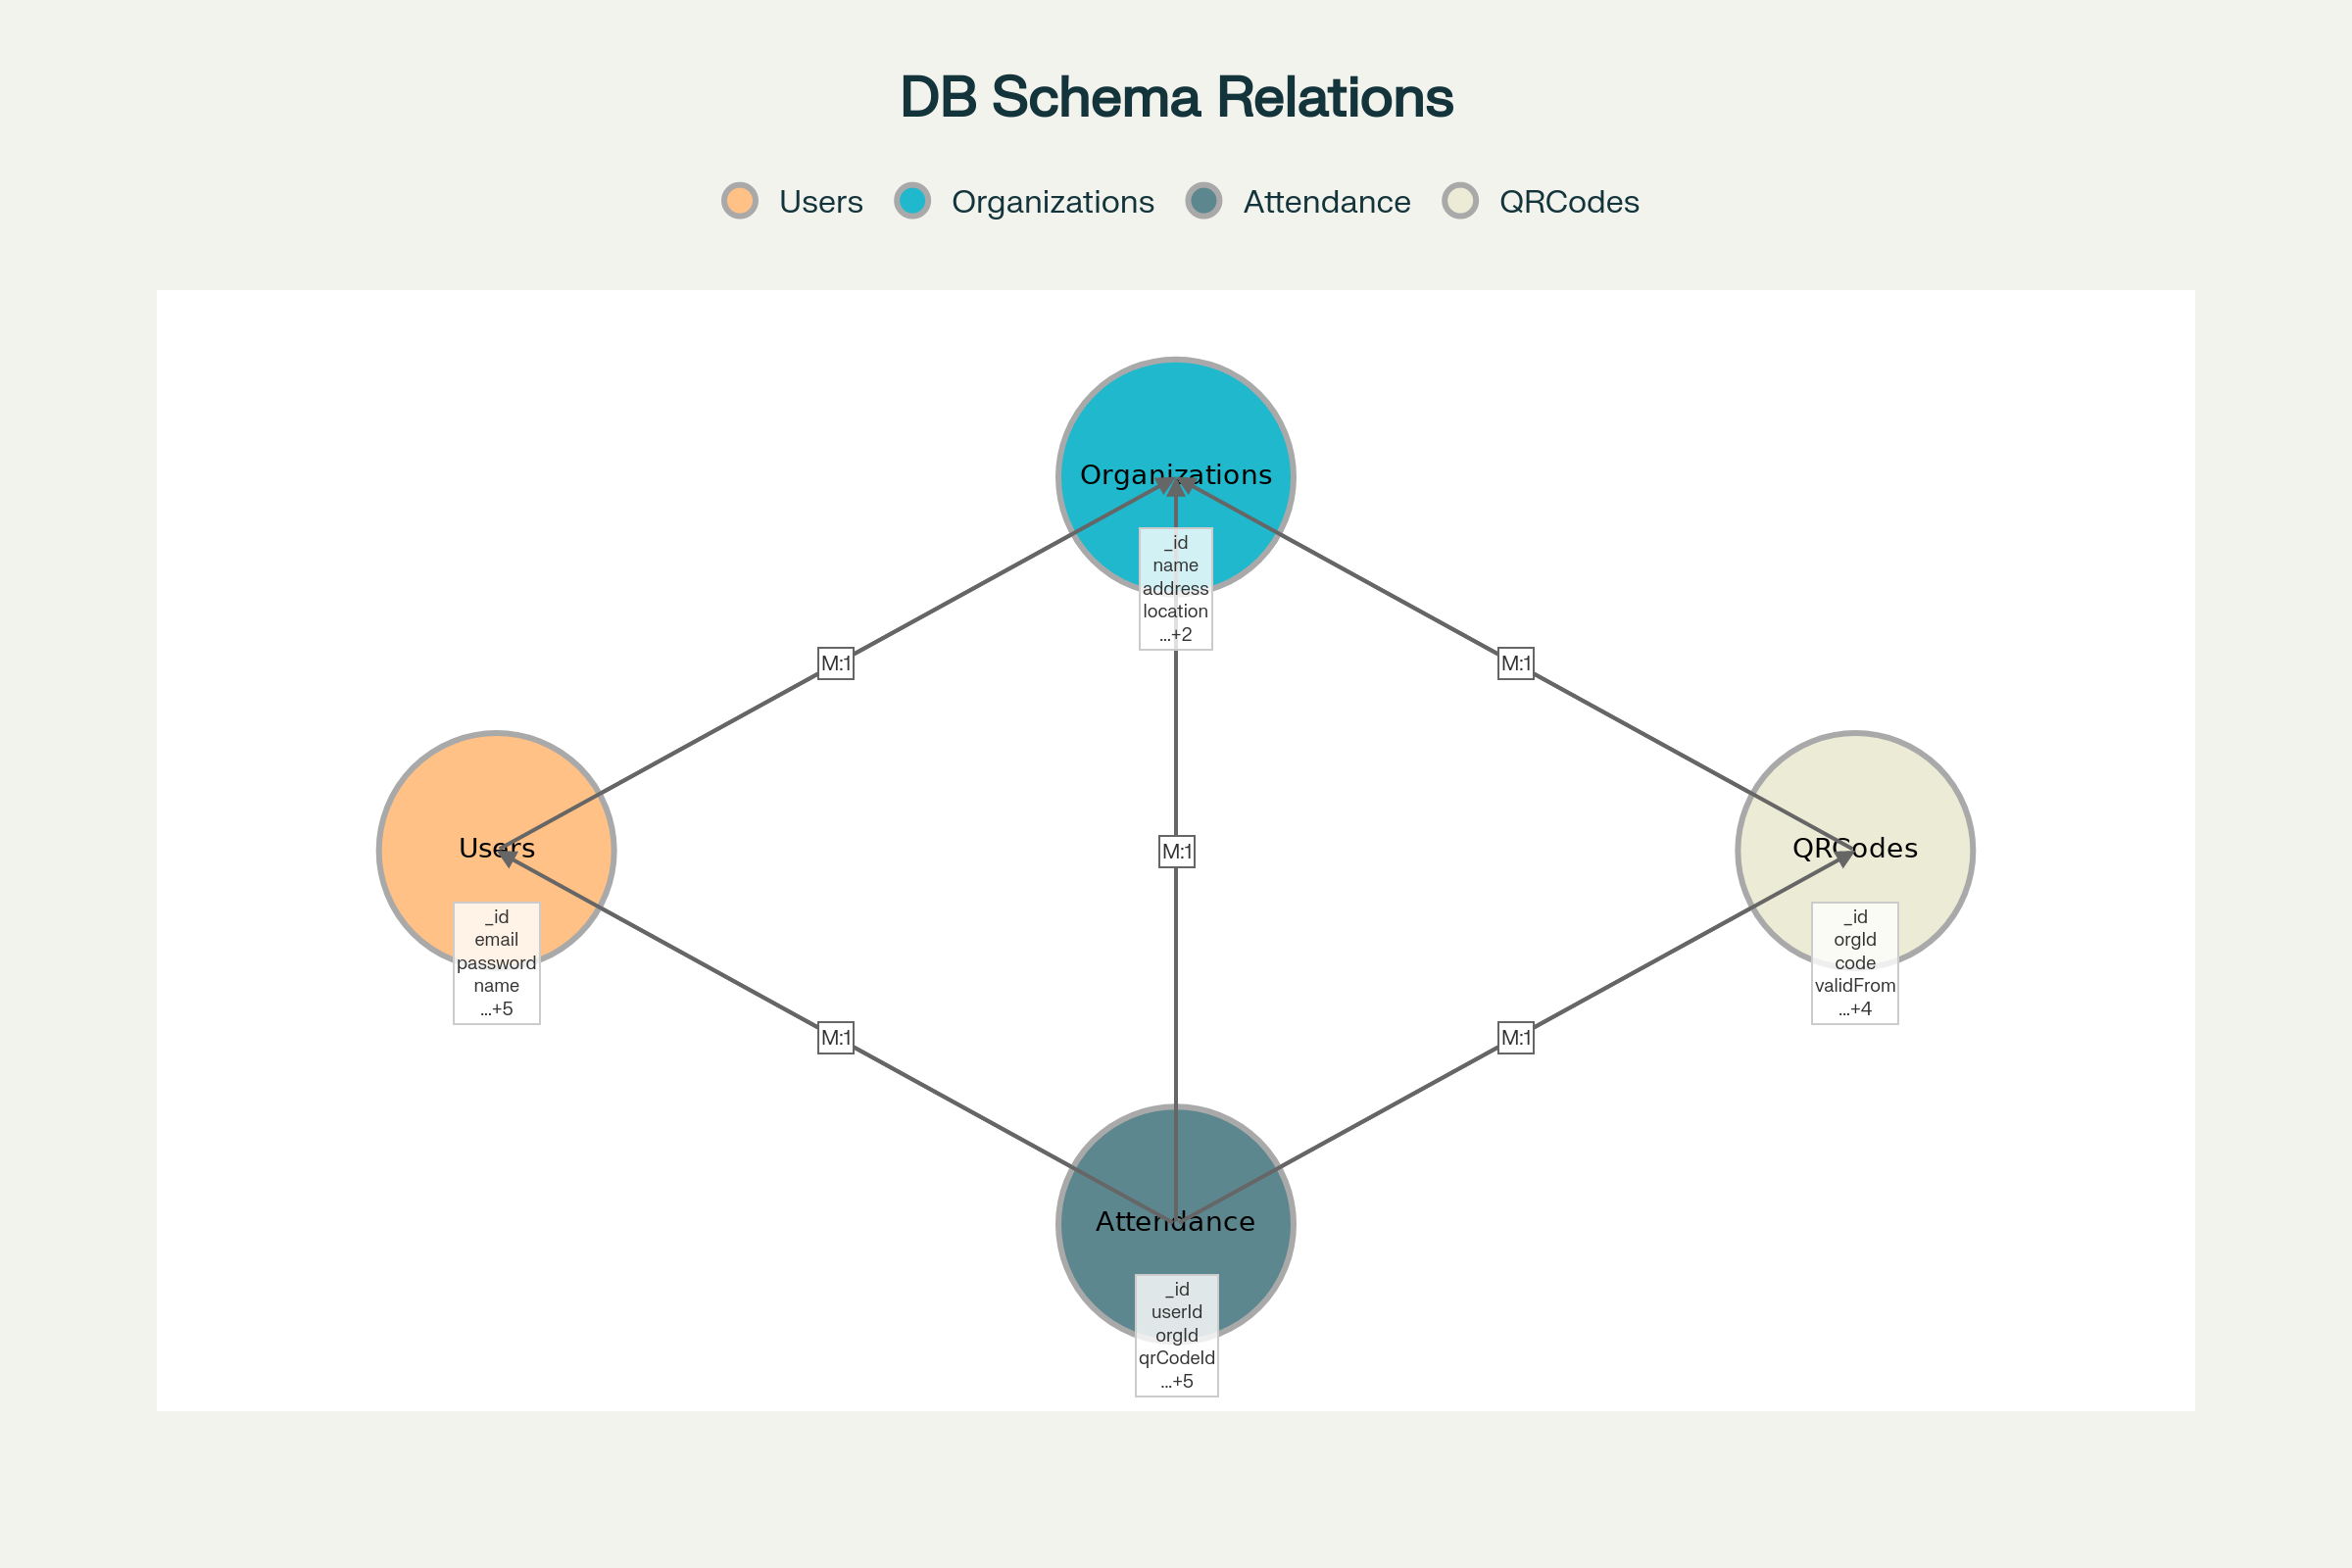 DB Schema Relations
Users
Organizations
Attendance
QRCodes
Organizations
_id
name
address
location
...+2
M:1
M:1
Users
M:1
QRCodes
_id
email
password
name
...+5
_id
orgId
code
validFrom
...+4
M:1
M:1
Attendance
_id
userId
orgId
qrCodeId
...+5